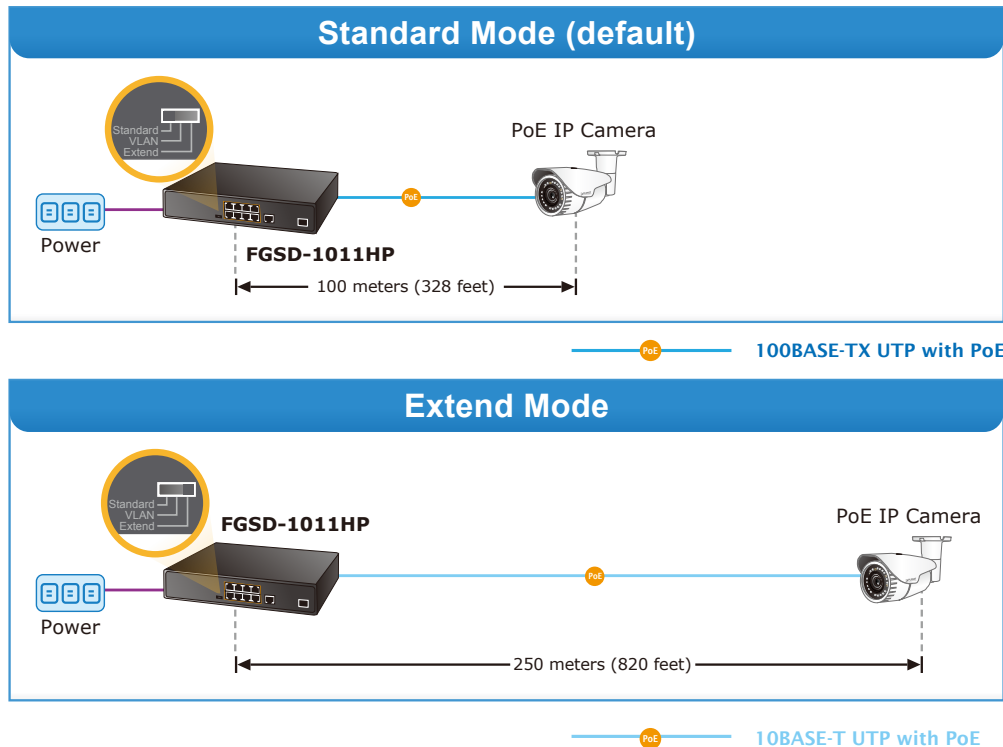 Standard Mode (default)
Standard
VLAN
Extend
PoE IP Camera
PoE
Power
FGSD-1011HP
100 meters (328 feet)
PoE
100BASE-TX UTP with PoE
Extend Mode
Standard
VLAN
Extend
FGSD-1011HP
PoE IP Camera
PoE
Power
250 meters (820 feet)
PoE
10BASE-T UTP with PoE